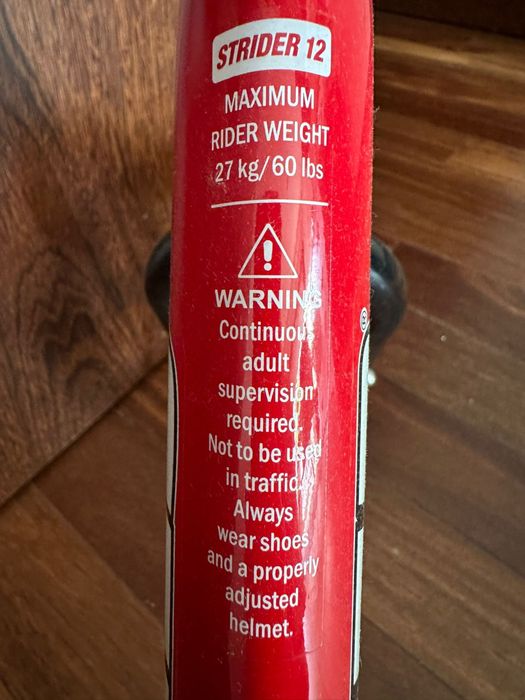 STRIDER 12
MAXIMUM
RIDER WEIGHT
27 kg/60 lbs
WARNING
Continuous
adult
supervision
required.
Not to be used
in traffic.
Always
wear shoes
and a properly
adjusted
helmet.